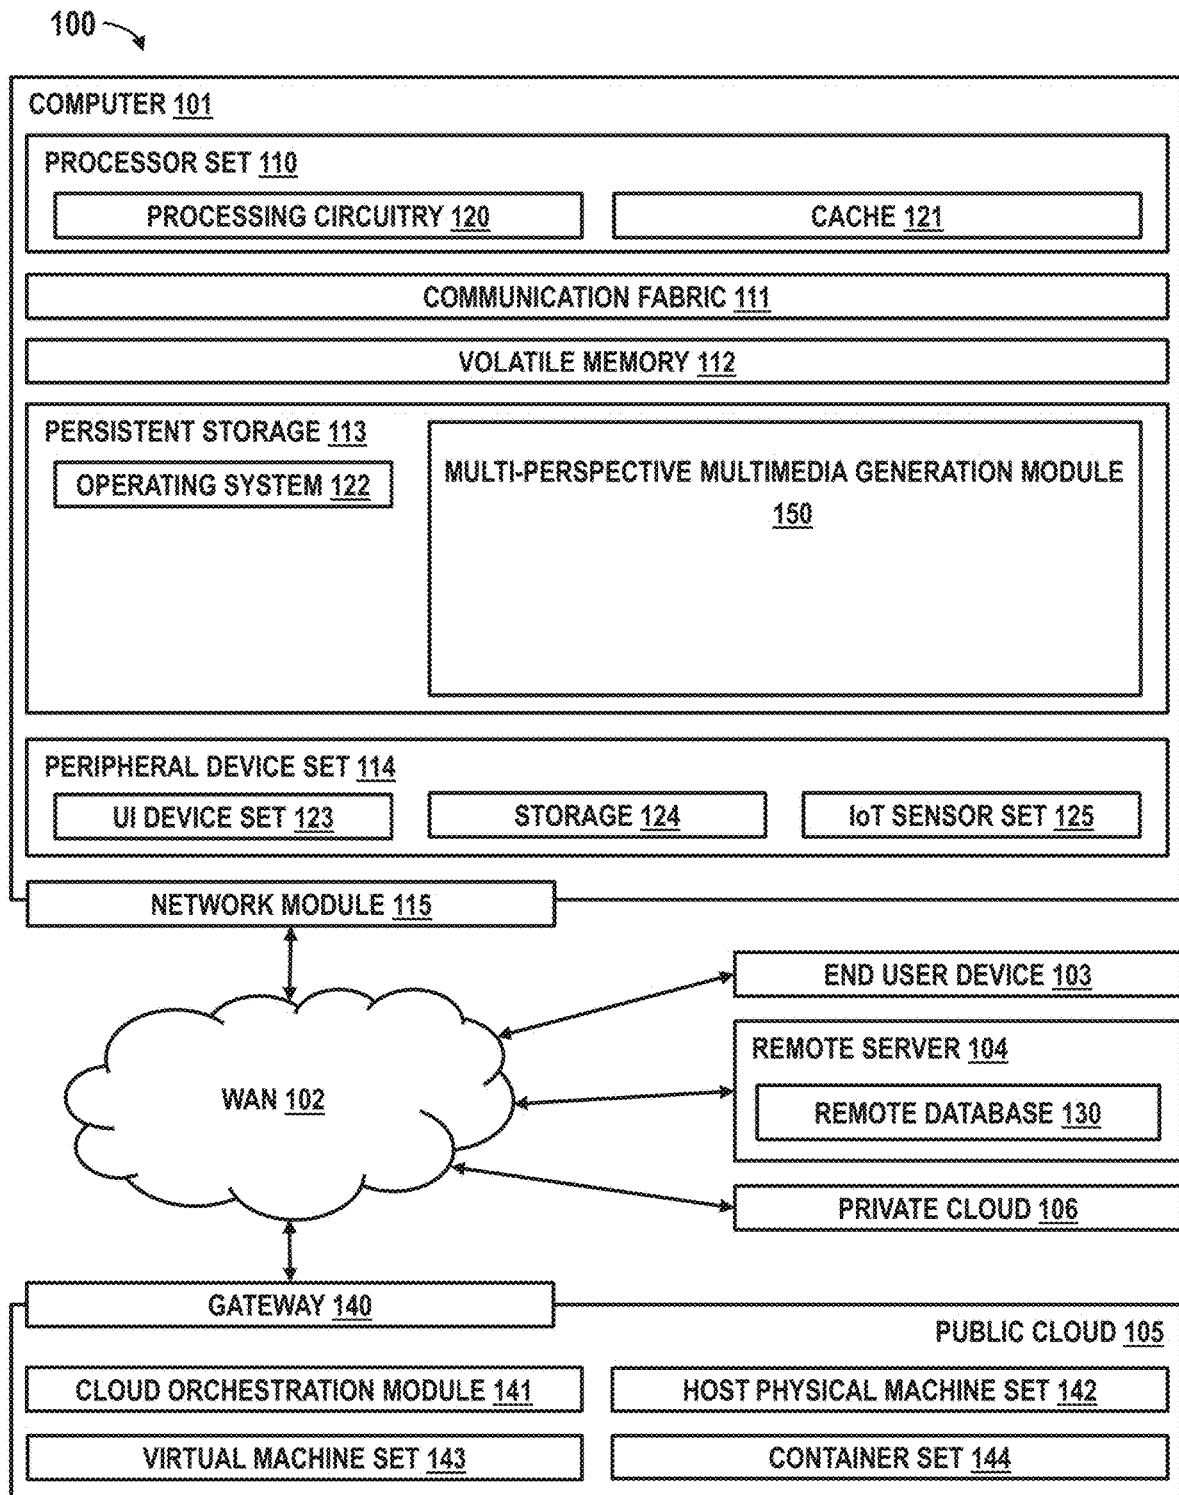 100
COMPUTER 101
PROCESSOR SET 110
PROCESSING CIRCUITRY 120
CACHE 121
COMMUNICATION FABRIC 111
VOLATILE MEMORY 112
PERSISTENT STORAGE 113
OPERATING SYSTEM 122
MULTI-PERSPECTIVE MULTIMEDIA GENERATION MODULE
150
PERIPHERAL DEVICE SET 114
UI DEVICE SET 123
STORAGE 124
IoT SENSOR SET 125
NETWORK MODULE 115
WAN 102
END USER DEVICE 103
REMOTE SERVER 104
REMOTE DATABASE 130
PRIVATE CLOUD 106
GATEWAY 140
PUBLIC CLOUD 105
CLOUD ORCHESTRATION MODULE 141
HOST PHYSICAL MACHINE SET 142
VIRTUAL MACHINE SET 143
CONTAINER SET 144